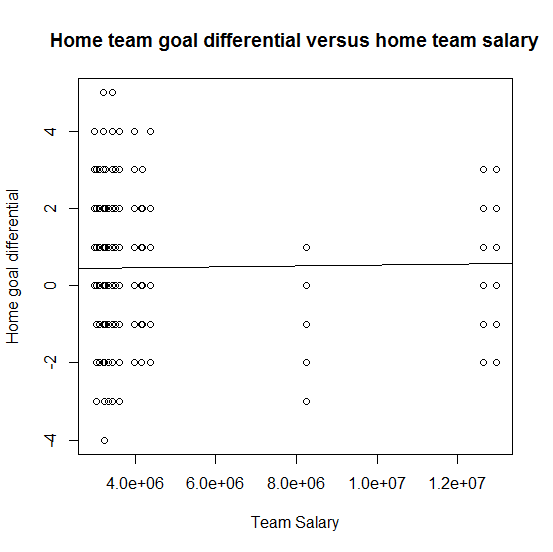 Home team goal differential versus home team salary
Home goal differential
4
2
0
-2
-4
4.0e+06 6.0e+06 8.0e+06 1.0e+07 1.2e+07
Team Salary